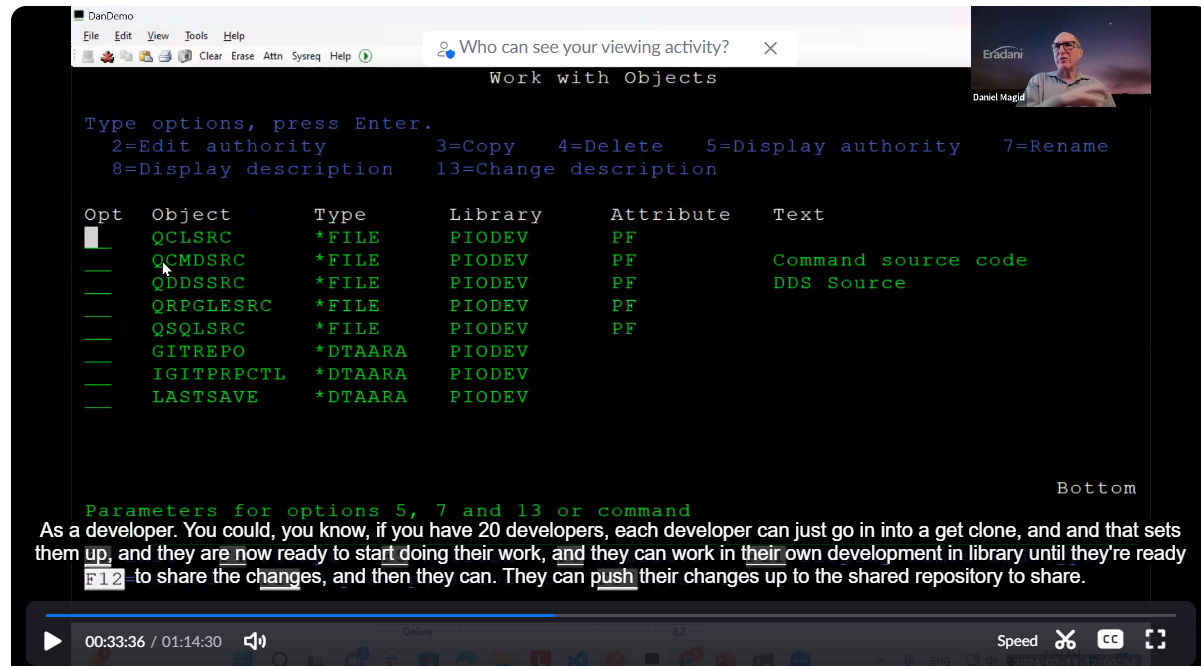 DanDemo
File Edit View Tools Help
Clear Erase Attn Sysreq Help
Who can see your viewing activity?
Eradani
Daniel Magid
Work with Objects
Type options, press Enter.
2=Edit authority 3=Copy 4=Delete 5=Display authority 7=Rename
8=Display description 13=Change description
Opt Object Type Library Attribute Text
QCLSRC *FILE PIODEV PF
QCMDSRC *FILE PIODEV PF Command source code
QDDSSRC *FILE PIODEV PF DDS Source
QRPGLESRC *FILE PIODEV PF
QSQLSRC *FILE PIODEV PF
GITREPO *DTAARA PIODEV
IGITPRPCTL *DTAARA PIODEV
LASTSAVE *DTAARA PIODEV
Bottom
Parameters for options 5, 7 and 13 or command
As a developer. You could, you know, if you have 20 developers, each developer can just go in into a get clone, and and that sets
them up, and they are now ready to start doing their work, and they can work in their own development in library until they're ready
F12= to share the changes, and then they can. They can push their changes up to the shared repository to share.
Online 8,2
00:33:36 / 01:14:30 Speed CC